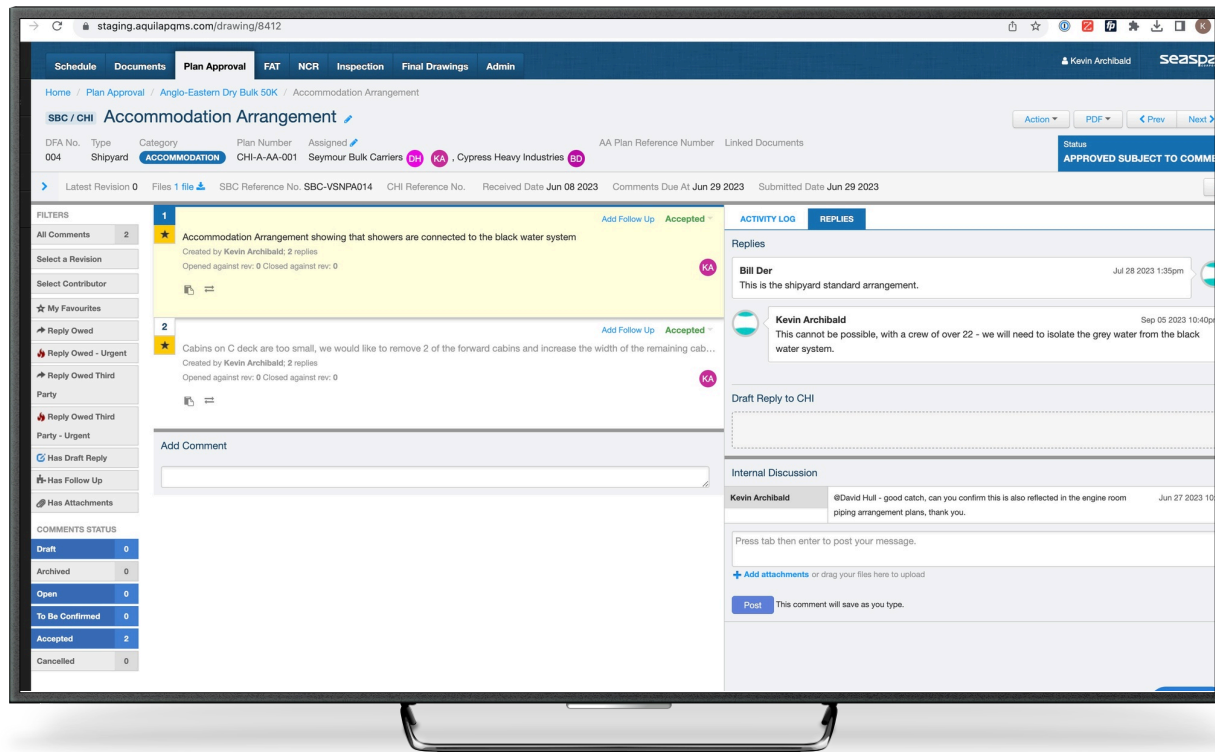 staging.aquilapqms.com/drawing/8412
K
Schedule Documents Plan Approval FAT NCR Inspection Final Drawings Admin
Kevin Archibald
seaspa
Home / Plan Approval / Anglo-Eastern Dry Bulk 50K / Accommodation Arrangement
SBC / CHI Accommodation Arrangement
Action PDF Prev Next
DFA No. Type Category Plan Number Assigned AA Plan Reference Number Linked Documents
004 Shipyard ACCOMMODATION CHI-A-AA-001 Seymour Bulk Carriers DH KA , Cypress Heavy Industries BD
Status
APPROVED SUBJECT TO COMME
Latest Revision 0 Files 1 file SBC Reference No. SBC-VSNPA014 CHI Reference No. Received Date Jun 08 2023 Comments Due At Jun 29 2023 Submitted Date Jun 29 2023
FILTERS
All Comments 2
Select a Revision
Select Contributor
My Favourites
Reply Owed
Reply Owed - Urgent
Reply Owed Third
Party
Reply Owed Third
Party - Urgent
Has Draft Reply
Has Follow Up
Has Attachments
COMMENTS STATUS
Draft 0
Archived 0
Open 0
To Be Confirmed 0
Accepted 2
Cancelled 0
1
Add Follow Up Accepted
Accommodation Arrangement showing that showers are connected to the black water system
Created by Kevin Archibald; 2 replies
Opened against rev: 0 Closed against rev: 0
KA
2
Add Follow Up Accepted
Cabins on C deck are too small, we would like to remove 2 of the forward cabins and increase the width of the remaining cab...
Created by Kevin Archibald; 2 replies
Opened against rev: 0 Closed against rev: 0
KA
Add Comment
ACTIVITY LOG REPLIES
Replies
Bill Der Jul 28 2023 1:35pm
This is the shipyard standard arrangement.
Kevin Archibald Sep 05 2023 10:40p
This cannot be possible, with a crew of over 22 - we will need to isolate the grey water from the black
water system.
Draft Reply to CHI
Internal Discussion
Kevin Archibald @David Hull - good catch, can you confirm this is also reflected in the engine room Jun 27 2023 10:
piping arrangement plans, thank you.
Press tab then enter to post your message.
Add attachments or drag your files here to upload
Post This comment will save as you type.